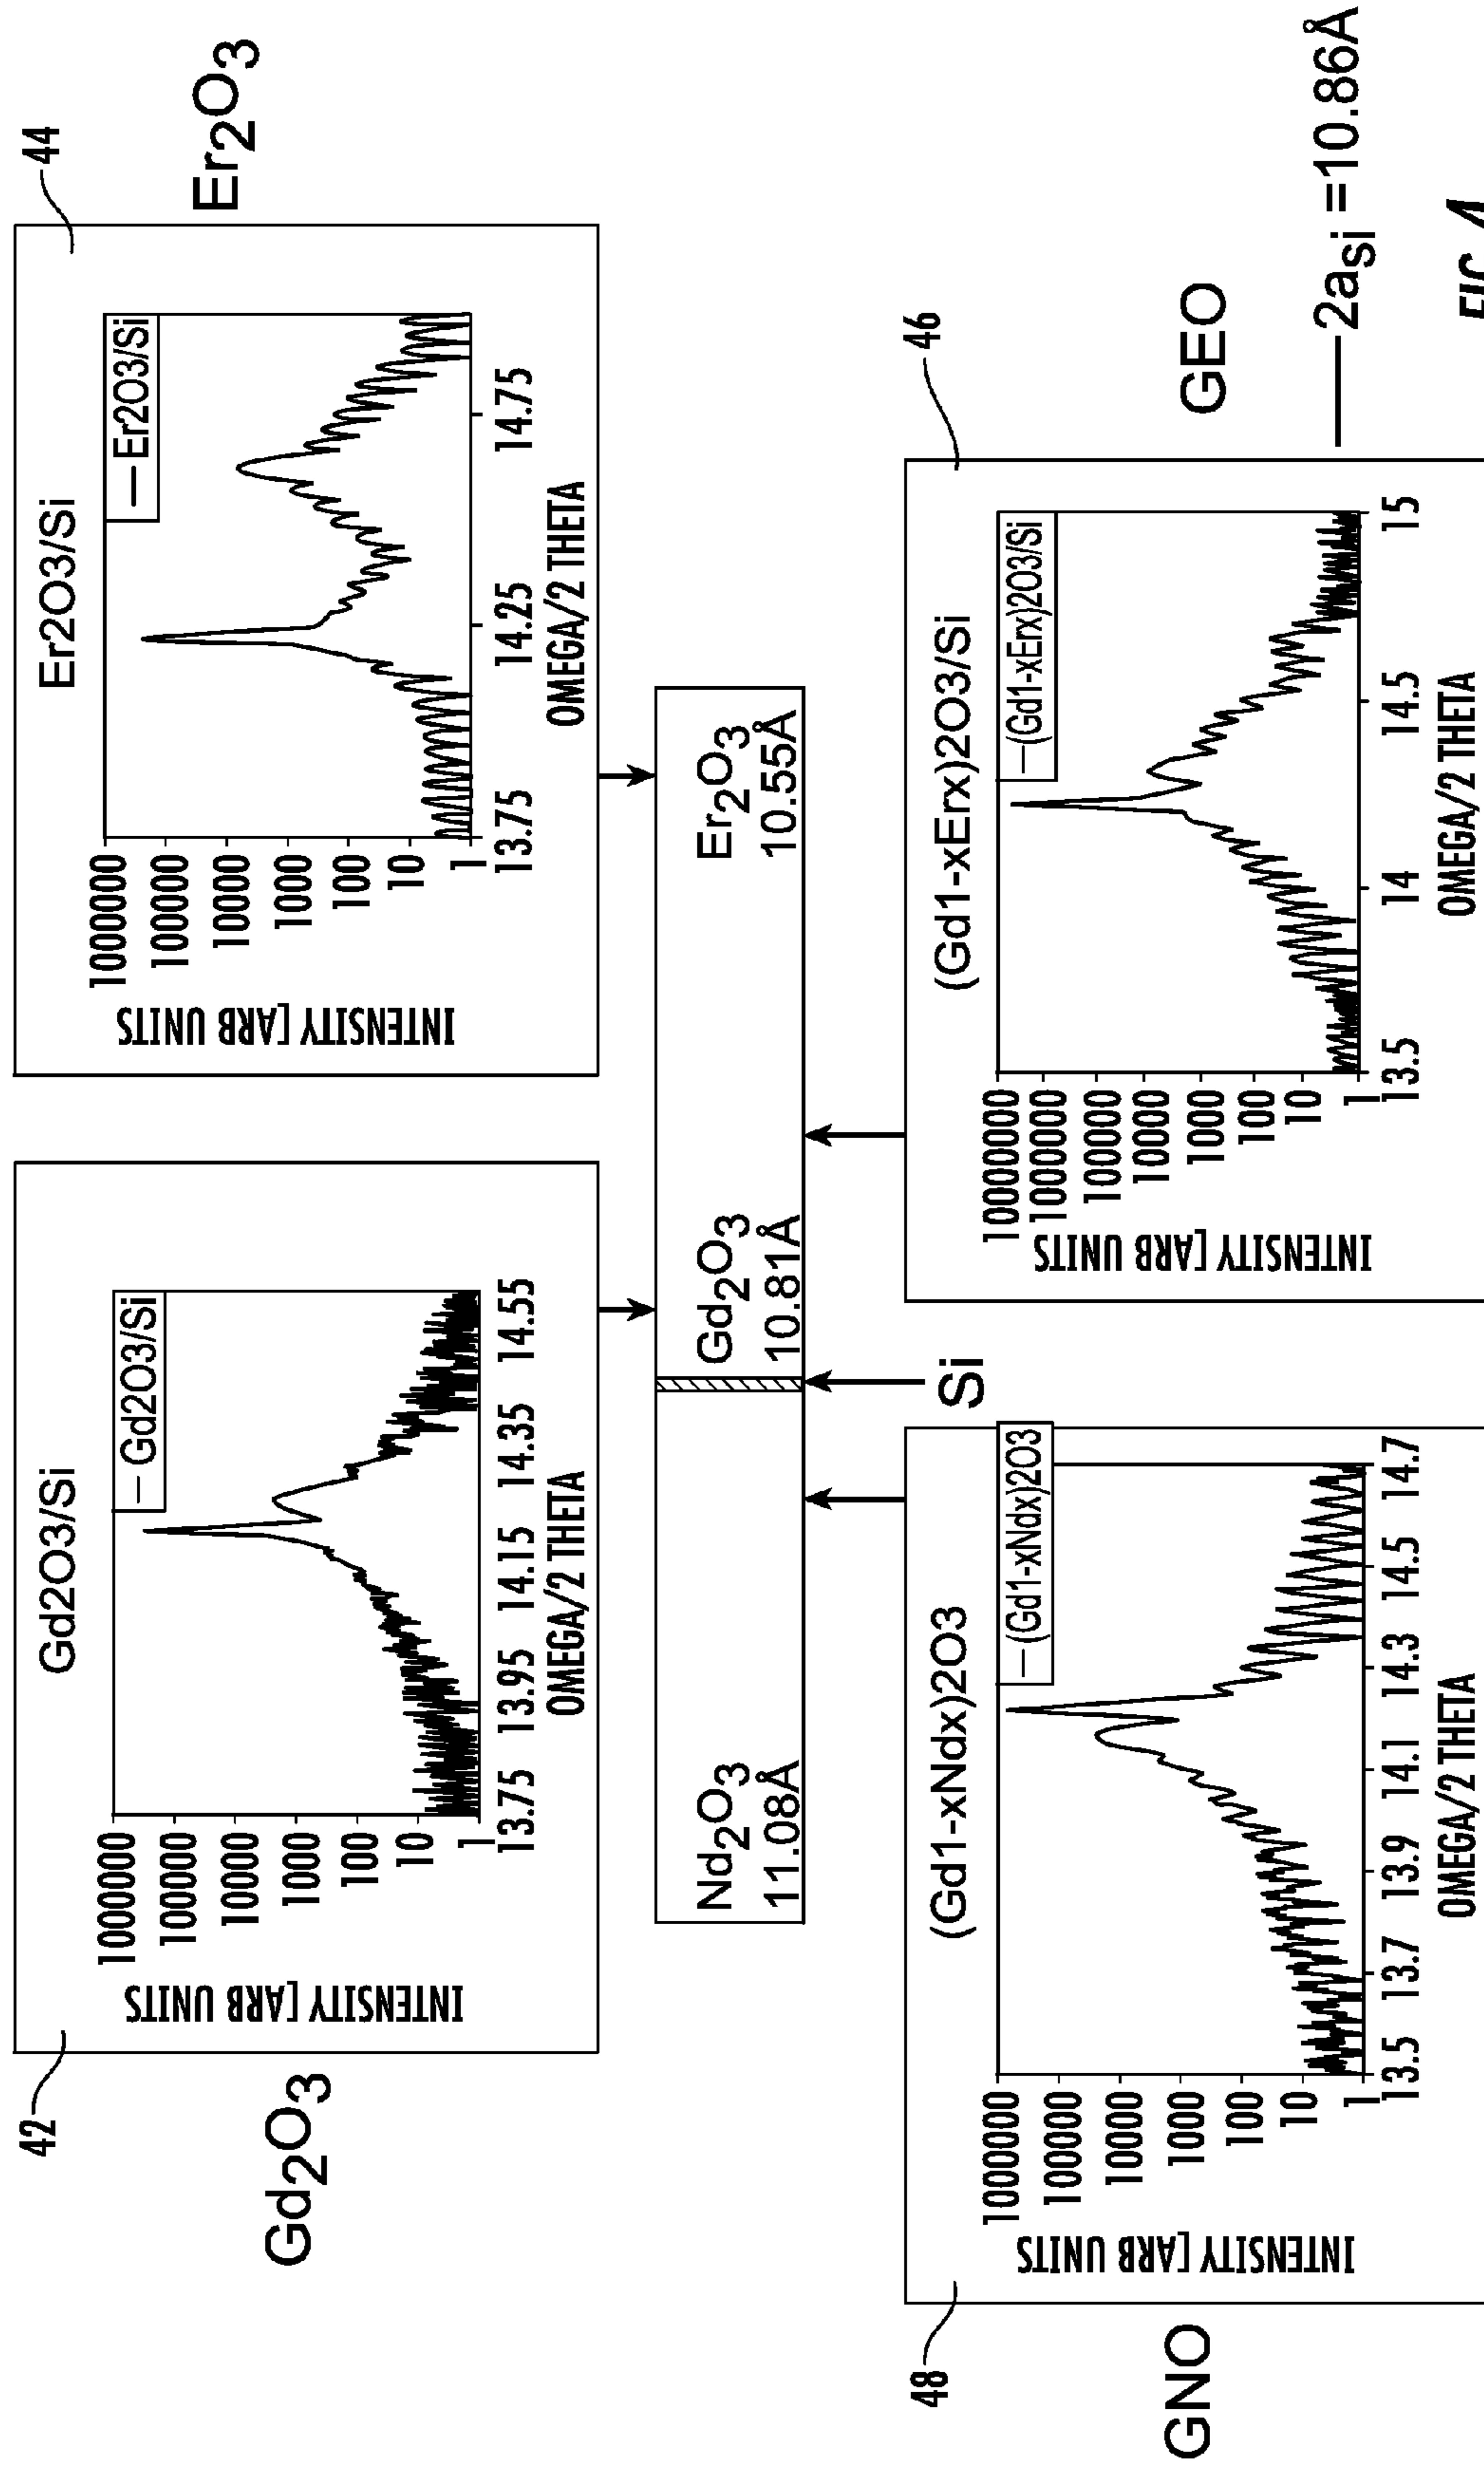 42
Gd2O3
Gd2O3/Si
— Gd2O3/Si
INTENSITY [ARB UNITS
1000000
100000
10000
1000
100
10
1
13.75 13.95 14.15 14.35 14.55
OMEGA/2 THETA
44
Er2O3
Er2O3/Si
— Er2O3/Si
INTENSITY [ARB UNITS
1000000
100000
10000
1000
100
10
1
13.75 14.25 14.75
OMEGA/2 THETA
Nd2O3 Gd2O3 Er2O3
11.08Å 10.81Å 10.55Å
Si
48
GNO
(Gd1-xNdx)2O3
— (Gd1-xNdx)2O3
INTENSITY [ARB UNITS
1000000
100000
10000
1000
100
10
1
13.5 13.7 13.9 14.1 14.3 14.5 14.7
OMEGA/2 THETA
46
GEO
(Gd1-xErx)2O3/Si
— (Gd1-xErx)2O3/Si
INTENSITY [ARB UNITS
10000000
1000000
100000
10000
1000
100
10
1
13.5 14 14.5 15
OMEGA/2 THETA
— 2asi =10.86Å
FIG. 4